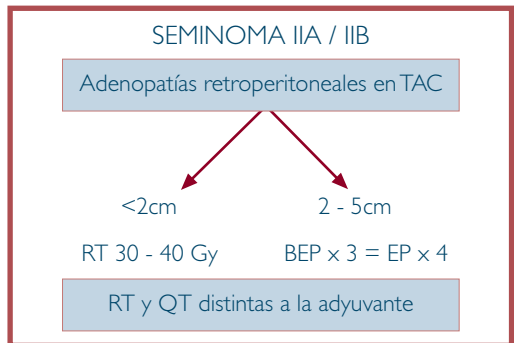 SEMINOMA IIA / IIB
Adenopatías retroperitoneales en TAC
<2cm
2 - 5cm
RT 30 - 40 Gy
BEP x 3 = EP x 4
RT y QT distintas a la adyuvante